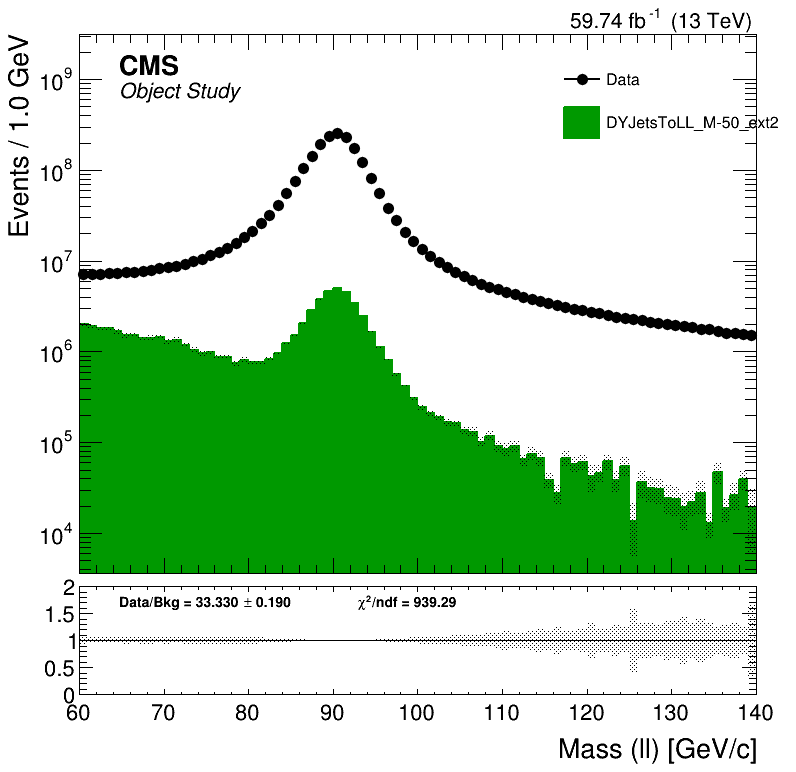 59.74 fb⁻¹ (13 TeV)
CMS
Object Study
Data
DYJetsToLL_M-50_ext2
Events / 1.0 GeV
10⁹
10⁸
10⁷
10⁶
10⁵
10⁴
Data/Bkg = 33.330 ± 0.190 χ²/ndf = 939.29
2
1.5
1
0.5
0
60 70 80 90 100 110 120 130 140
Mass (ll) [GeV/c]